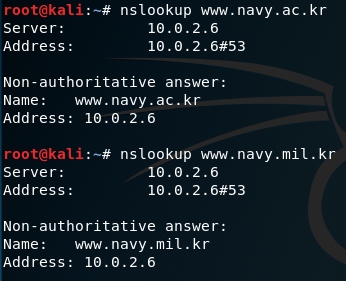 root@kali:~# nslookup www.navy.ac.kr
Server:         10.0.2.6
Address:        10.0.2.6#53

Non-authoritative answer:
Name:   www.navy.ac.kr
Address: 10.0.2.6

root@kali:~# nslookup www.navy.mil.kr
Server:         10.0.2.6
Address:        10.0.2.6#53

Non-authoritative answer:
Name:   www.navy.mil.kr
Address: 10.0.2.6